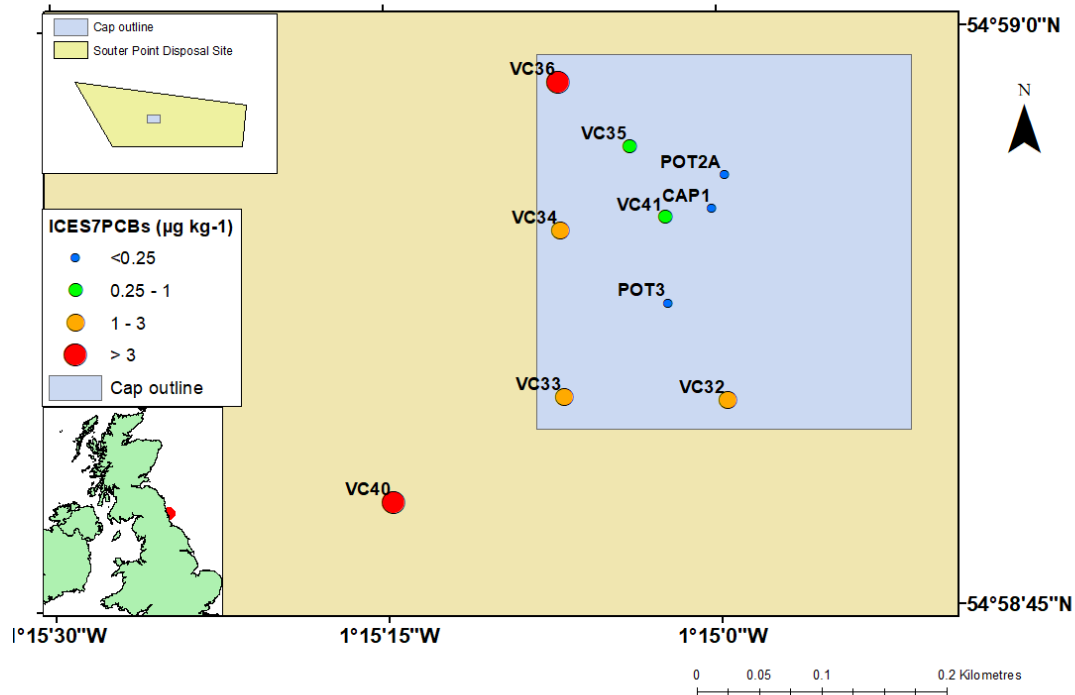 Cap outline
Souter Point Disposal Site
54°59'0"N
N
VC36
VC35
POT2A
CAP1
VC41
VC34
ICES7PCBs (µg kg-1)
<0.25
0.25 - 1
1 - 3
> 3
Cap outline
POT3
VC33
VC32
VC40
54°58'45"N
1°15'30"W
1°15'15"W
1°15'0"W
0 0.05 0.1 0.2 Kilometres